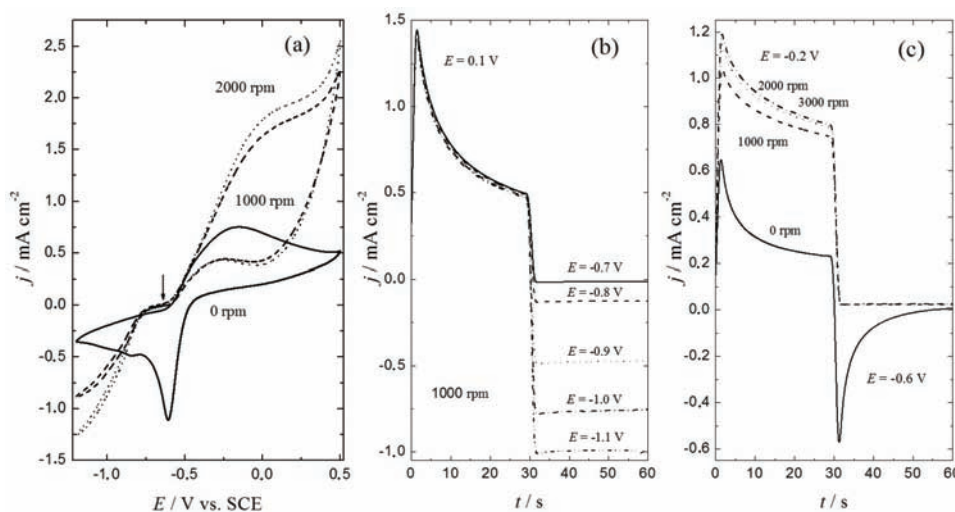 (a)
2000 rpm
1000 rpm
0 rpm
j / mA cm-2
2.5
2.0
1.5
1.0
0.5
0.0
-0.5
-1.0
-1.5
-1.0
-0.5
0.0
0.5
E / V vs. SCE
(b)
E = 0.1 V
E = -0.7 V
E = -0.8 V
E = -0.9 V
E = -1.0 V
E = -1.1 V
1000 rpm
j / mA cm-2
1.5
1.0
0.5
0.0
-0.5
-1.0
0 10 20 30 40 50 60
t / s
(c)
E = -0.2 V
2000 rpm
3000 rpm
1000 rpm
0 rpm
E = -0.6 V
j / mA cm-2
1.2
1.0
0.8
0.6
0.4
0.2
0.0
-0.2
-0.4
-0.6
0 10 20 30 40 50 60
t / s